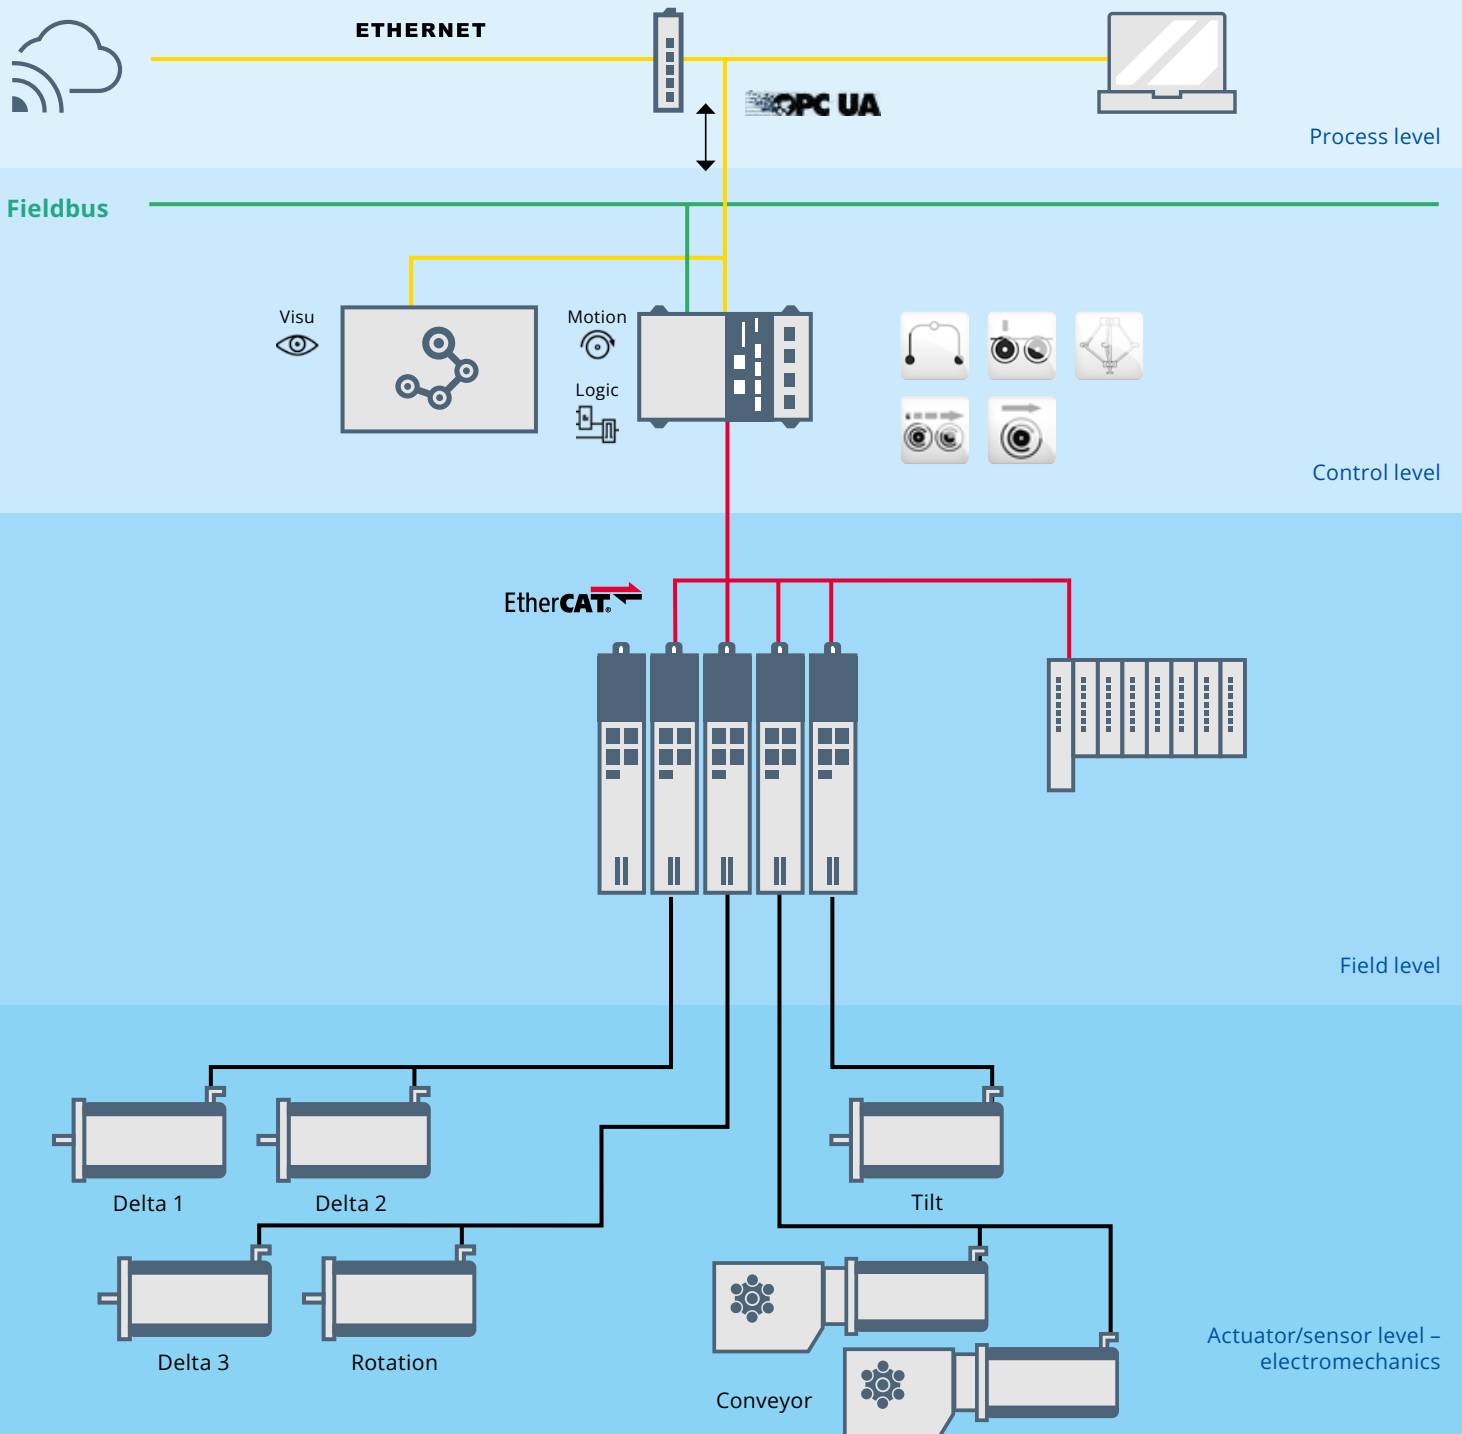 ETHERNET
OPC UA
Process level
Fieldbus
Visu
Motion
Logic
&
Control level
EtherCAT®
Field level
Delta 1
Delta 2
Tilt
Delta 3
Rotation
Conveyor
Actuator/sensor level –
electromechanics